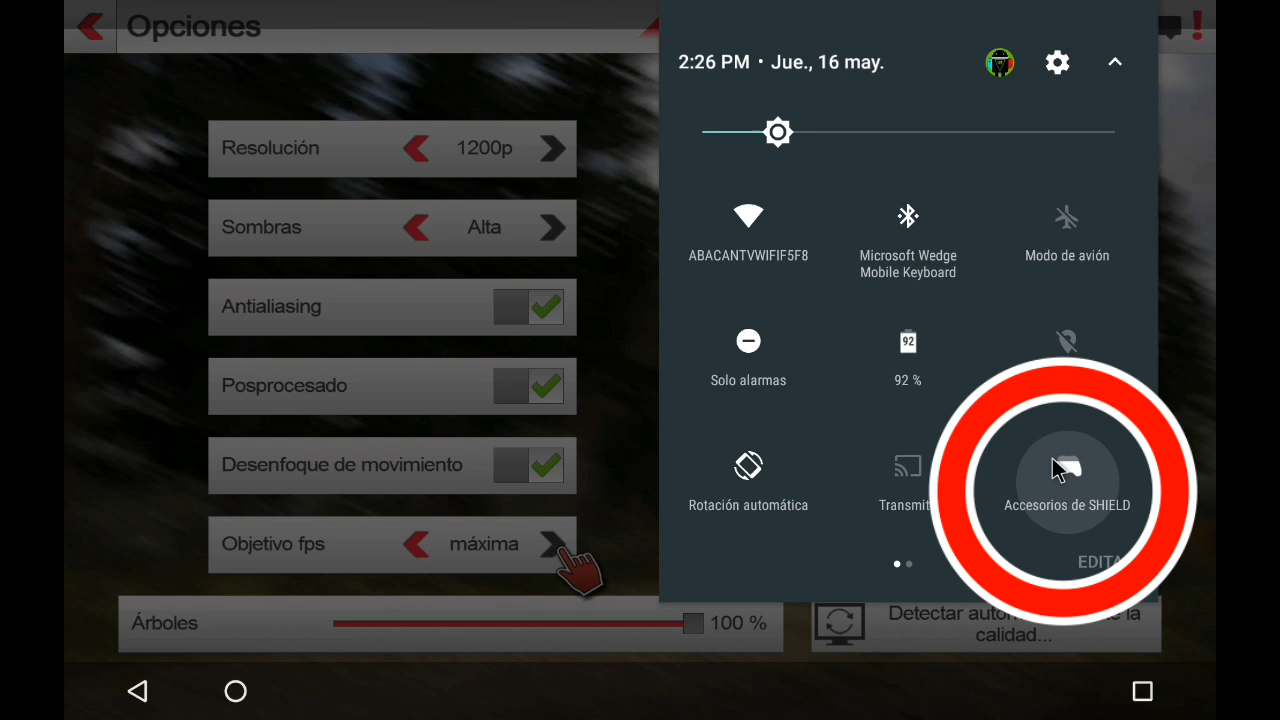 Opciones
2:26 PM • Jue., 16 may.
Resolución
1200p
Sombras
Alta
Antialiasing
Posprocesado
Desenfoque de movimiento
Objetivo fps
máxima
Árboles
100 %
ABACANTVWIFIF5F8
Microsoft Wedge
Mobile Keyboard
Modo de avión
Solo alarmas
92
92 %
Rotación automática
Transmit
Accesorios de SHIELD
EDITA
Detectar
la
calidad...